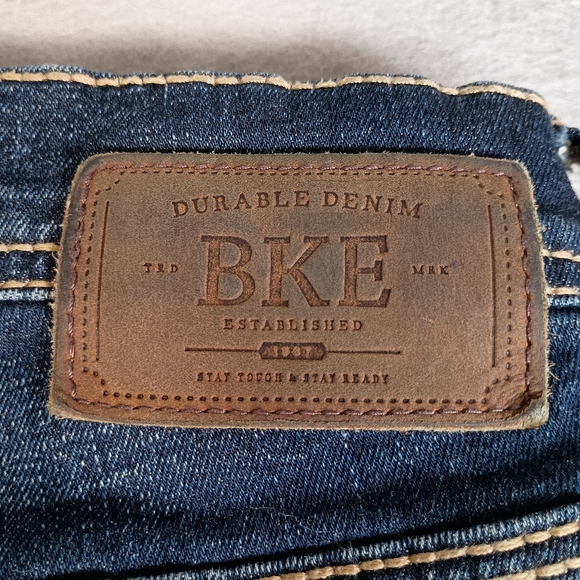 DURABLE DENIM
TRD BKE MRK
ESTABLISHED
STAY TOUGH & STAY READY